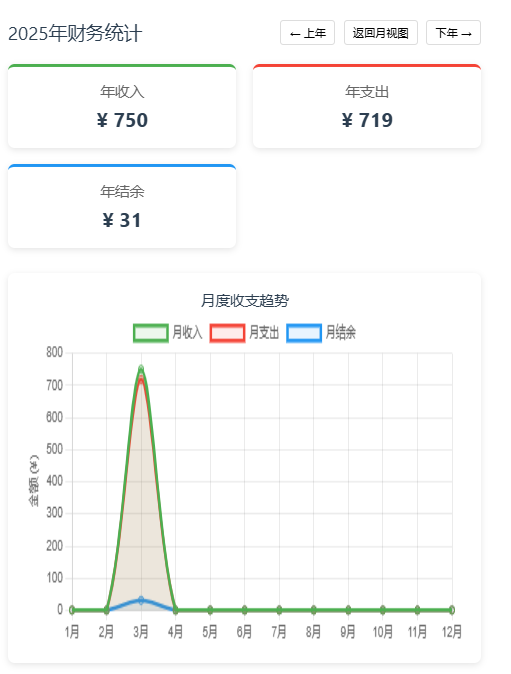 2025年财务统计
← 上年 返回月视图 下年 →
年收入
¥ 750
年支出
¥ 719
年结余
¥ 31
月度收支趋势
月收入 月支出 月结余
金额 (¥)
800
700
600
500
400
300
200
100
0
1月 2月 3月 4月 5月 6月 7月 8月 9月 10月 11月 12月